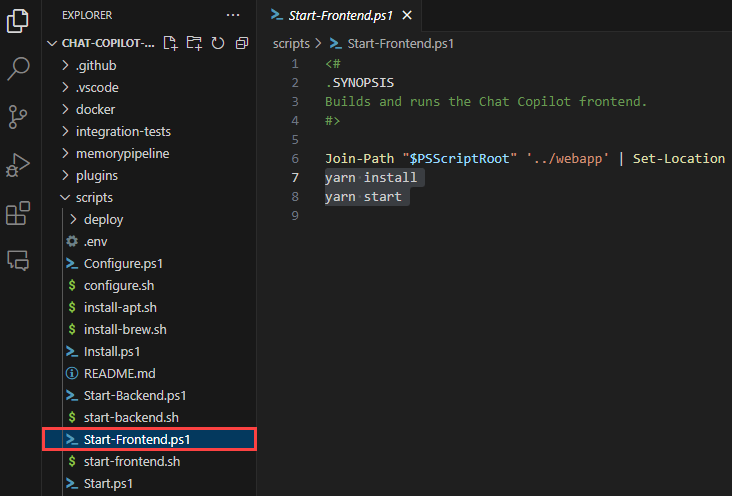 EXPLORER
CHAT-COPILOT-...
.github
.vscode
docker
integration-tests
memorypipeline
plugins
scripts
deploy
.env
Configure.ps1
$ configure.sh
$ install-apt.sh
$ install-brew.sh
Install.ps1
README.md
Start-Backend.ps1
$ start-backend.sh
Start-Frontend.ps1
$ start-frontend.sh
Start.ps1
Start-Frontend.ps1
scripts > Start-Frontend.ps1
1 <#
2 .SYNOPSIS
3 Builds and runs the Chat Copilot frontend.
4 #>
5
6 Join-Path "$PSScriptRoot" '../webapp' | Set-Location
7 yarn install
8 yarn start
9